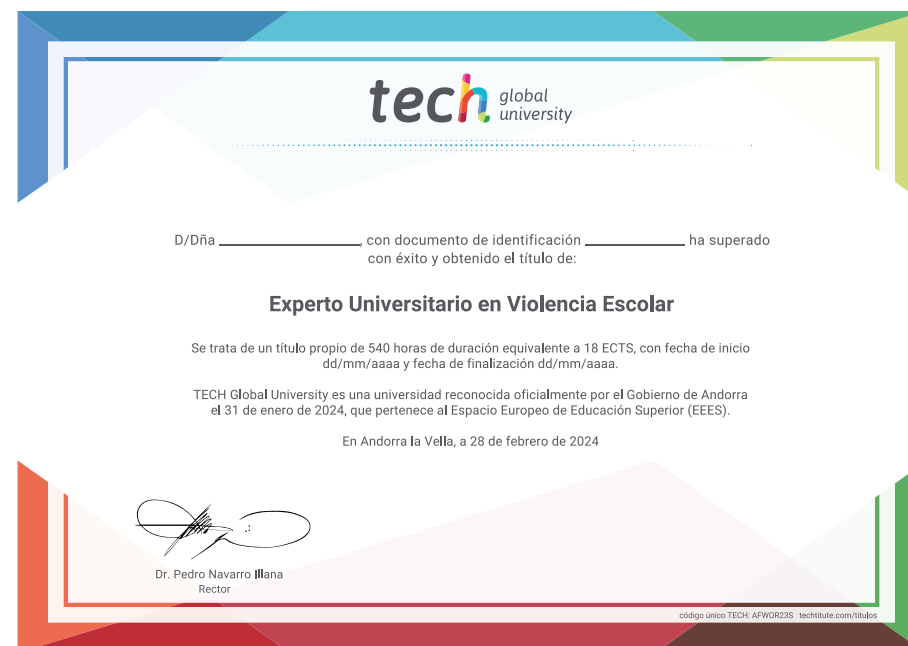 tech global university
D/Dña ______________, con documento de identificación __________ ha superado
con éxito y obtenido el título de:
Experto Universitario en Violencia Escolar
Se trata de un título propio de 540 horas de duración equivalente a 18 ECTS, con fecha de inicio
dd/mm/aaaa y fecha de finalización dd/mm/aaaa.
TECH Global University es una universidad reconocida oficialmente por el Gobierno de Andorra
el 31 de enero de 2024, que pertenece al Espacio Europeo de Educación Superior (EEES).
En Andorra la Vella, a 28 de febrero de 2024
Dr. Pedro Navarro Illana
Rector
código único TECH: AFWOR23S techtitute.com/titulos